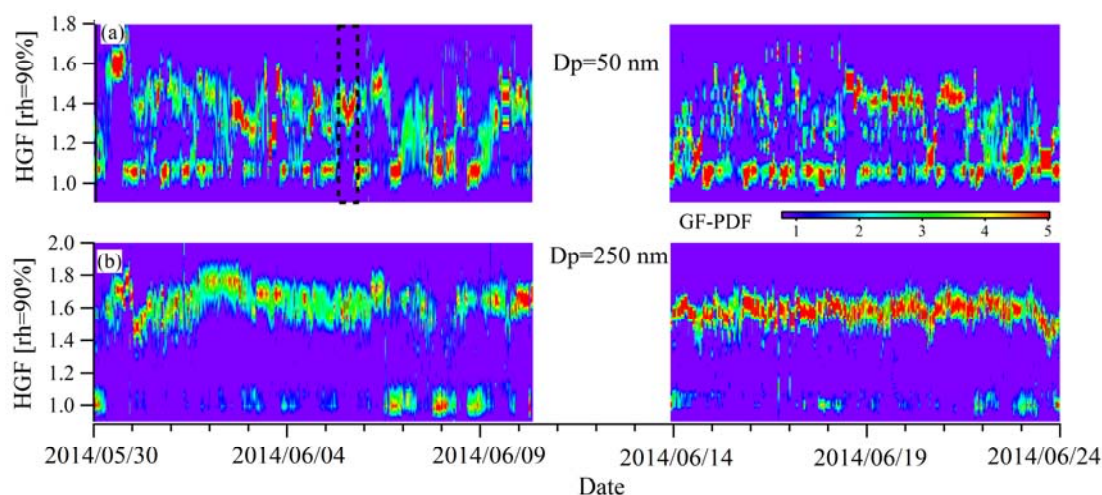 1.8
(a)
1.6
1.4
1.2
1.0
HGF [rh=90%]
Dp=50 nm
GF-PDF
1 2 3 4 5
2.0
(b)
1.8
1.6
1.4
1.2
1.0
HGF [rh=90%]
Dp=250 nm
2014/05/30 2014/06/04 2014/06/09 2014/06/14 2014/06/19 2014/06/24
Date